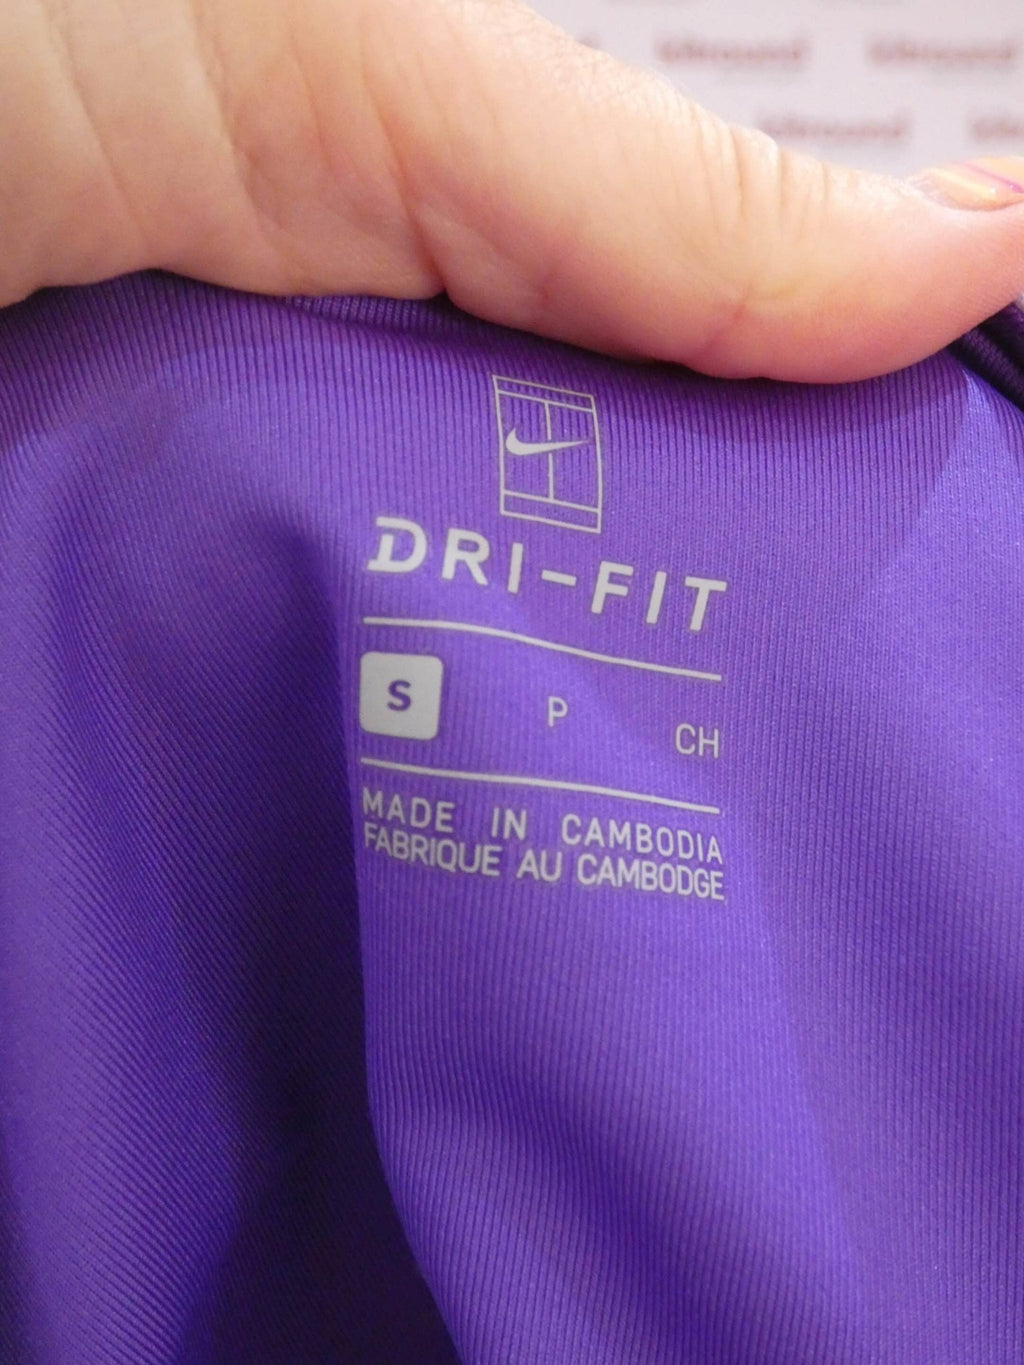 DRI-FIT
S P CH
MADE IN CAMBODIA
FABRIQUE AU CAMBODGE